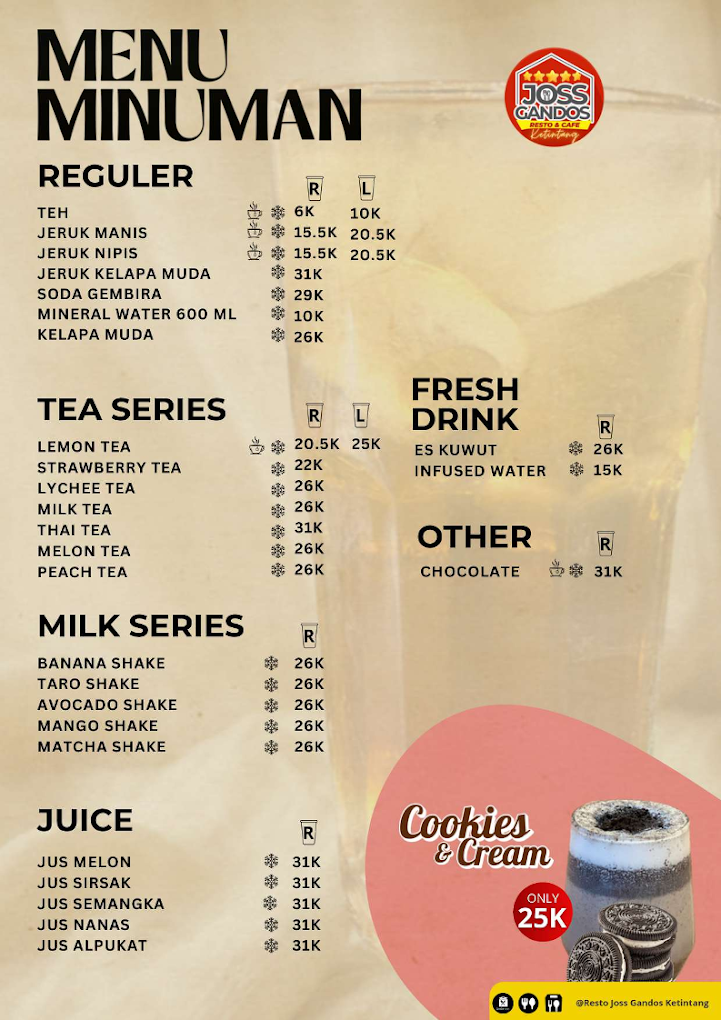 MENU
MINUMAN
JOSS
GANDOS
RESTO & CAFE
Ketintang
REGULER
R L
TEH 6K 10K
JERUK MANIS 15.5K 20.5K
JERUK NIPIS 15.5K 20.5K
JERUK KELAPA MUDA 31K
SODA GEMBIRA 29K
MINERAL WATER 600 ML 10K
KELAPA MUDA 26K
TEA SERIES
R L
LEMON TEA 20.5K 25K
STRAWBERRY TEA 22K
LYCHEE TEA 26K
MILK TEA 26K
THAI TEA 31K
MELON TEA 26K
PEACH TEA 26K
MILK SERIES
R
BANANA SHAKE 26K
TARO SHAKE 26K
AVOCADO SHAKE 26K
MANGO SHAKE 26K
MATCHA SHAKE 26K
JUICE
R
JUS MELON 31K
JUS SIRSAK 31K
JUS SEMANGKA 31K
JUS NANAS 31K
JUS ALPUKAT 31K
FRESH
DRINK
R
ES KUWUT 26K
INFUSED WATER 15K
OTHER
R
CHOCOLATE 31K
Cookies
& Cream
ONLY
25K
@Resto Joss Gandos Ketintang